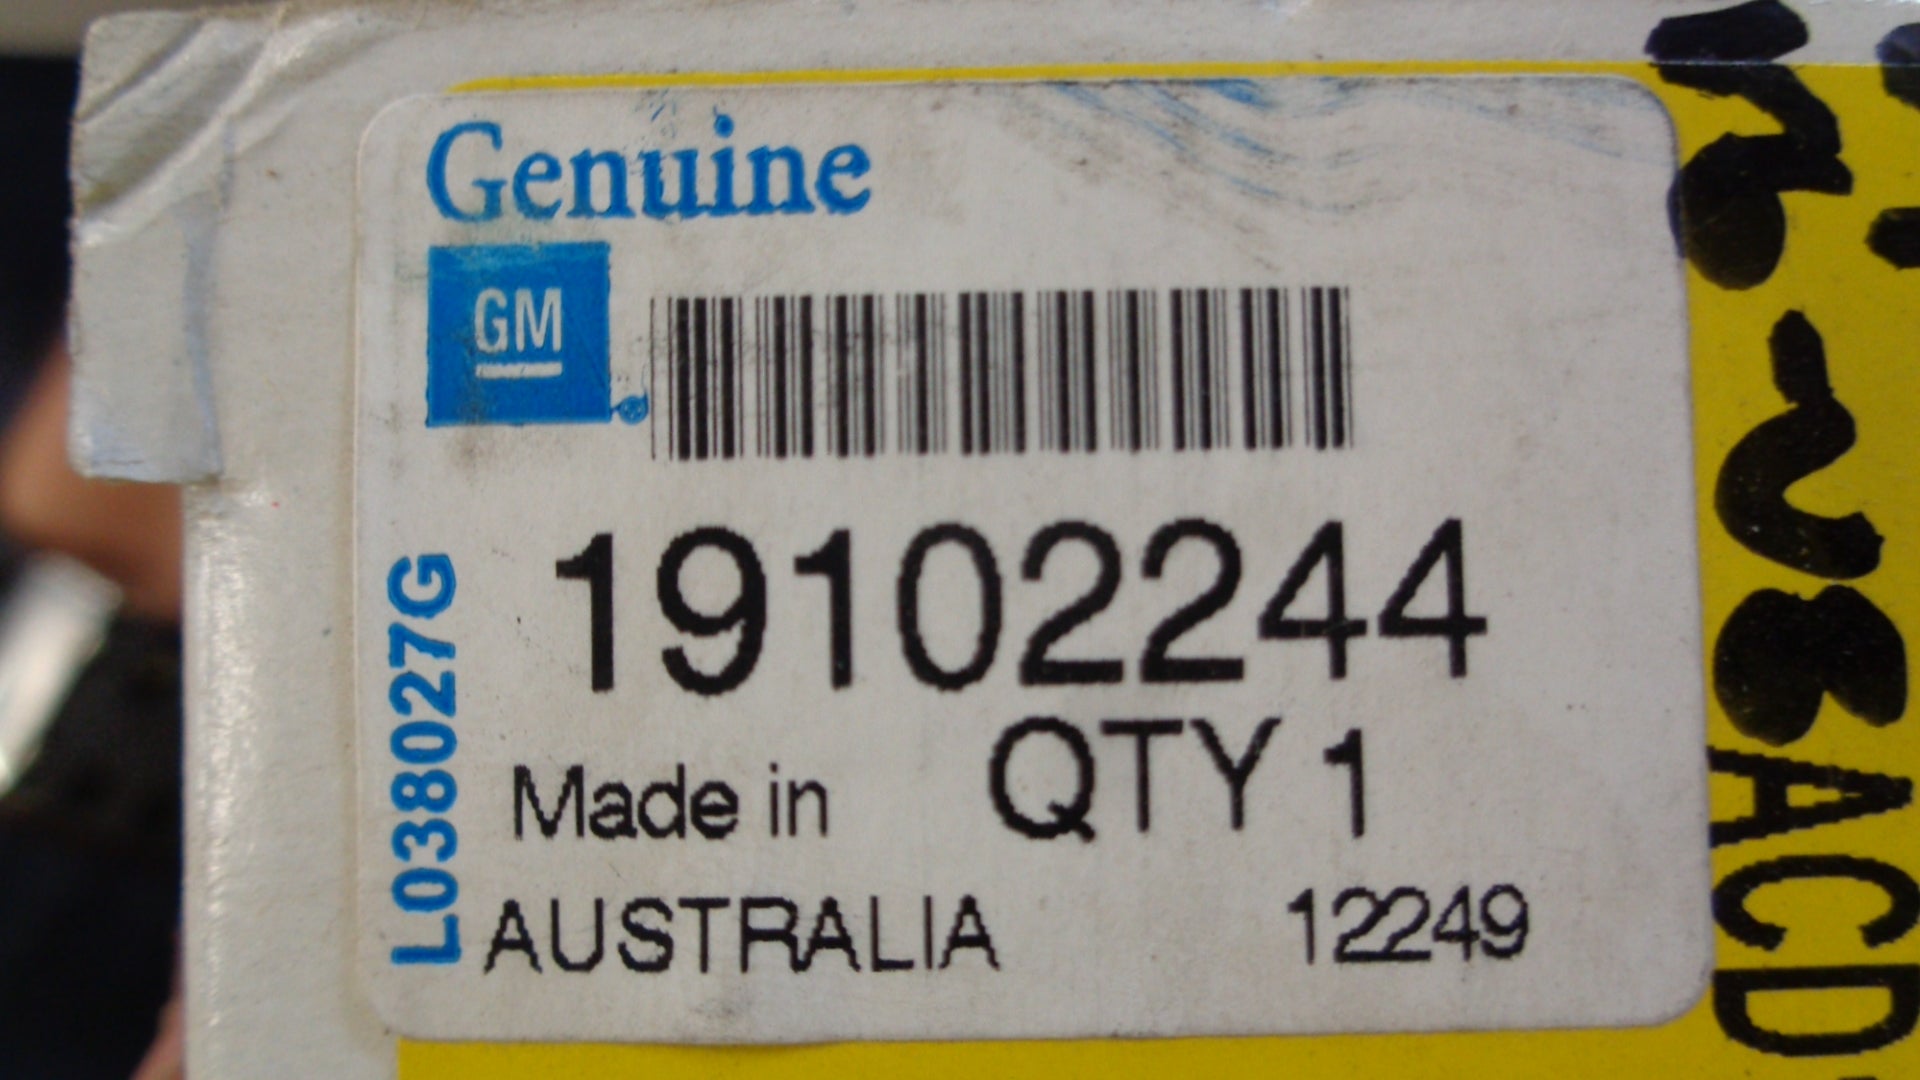 Genuine
GM
19102244
Made in QTY 1
AUSTRALIA 12249
L038027G
ACD